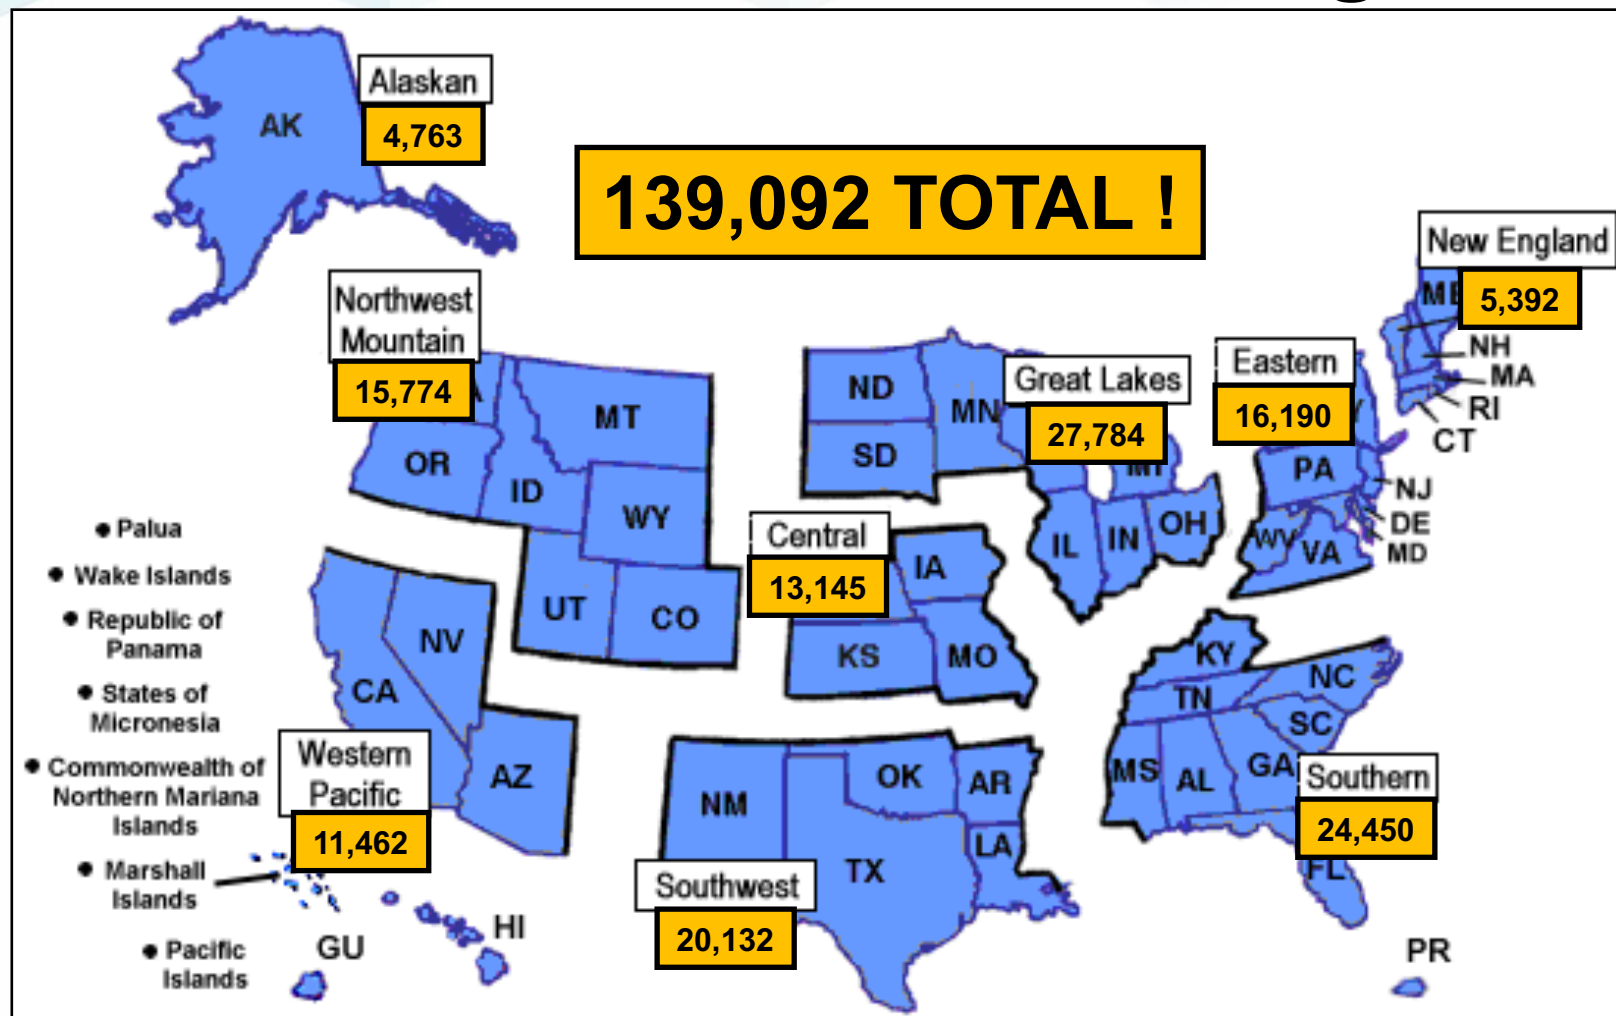 AK
Alaskan
4,763
139,092 TOTAL !
New England
5,392
NH
MA
RI
CT
Northwest
Mountain
15,774
MT
OR
ID
WY
UT
CO
ND
MN
SD
Great Lakes
27,784
MI
IL
IN
OH
Eastern
16,190
PA
NJ
DE
MD
WV
VA
Central
13,145
IA
KS
MO
● Palua
● Wake Islands
● Republic of
Panama
● States of
Micronesia
● Commonwealth of
Northern Mariana
Islands
● Marshall
Islands
● Pacific
Islands
NV
CA
AZ
Western
Pacific
11,462
GU
HI
NM
OK
AR
TX
LA
Southwest
20,132
KY
TN
NC
SC
MS
AL
GA
Southern
24,450
FL
PR